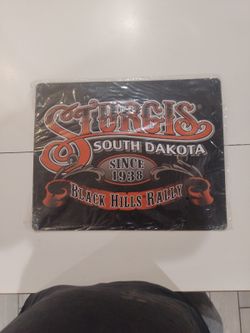 STURGIS®
SOUTH DAKOTA
SINCE
1938
BLACK HILLS RALLY